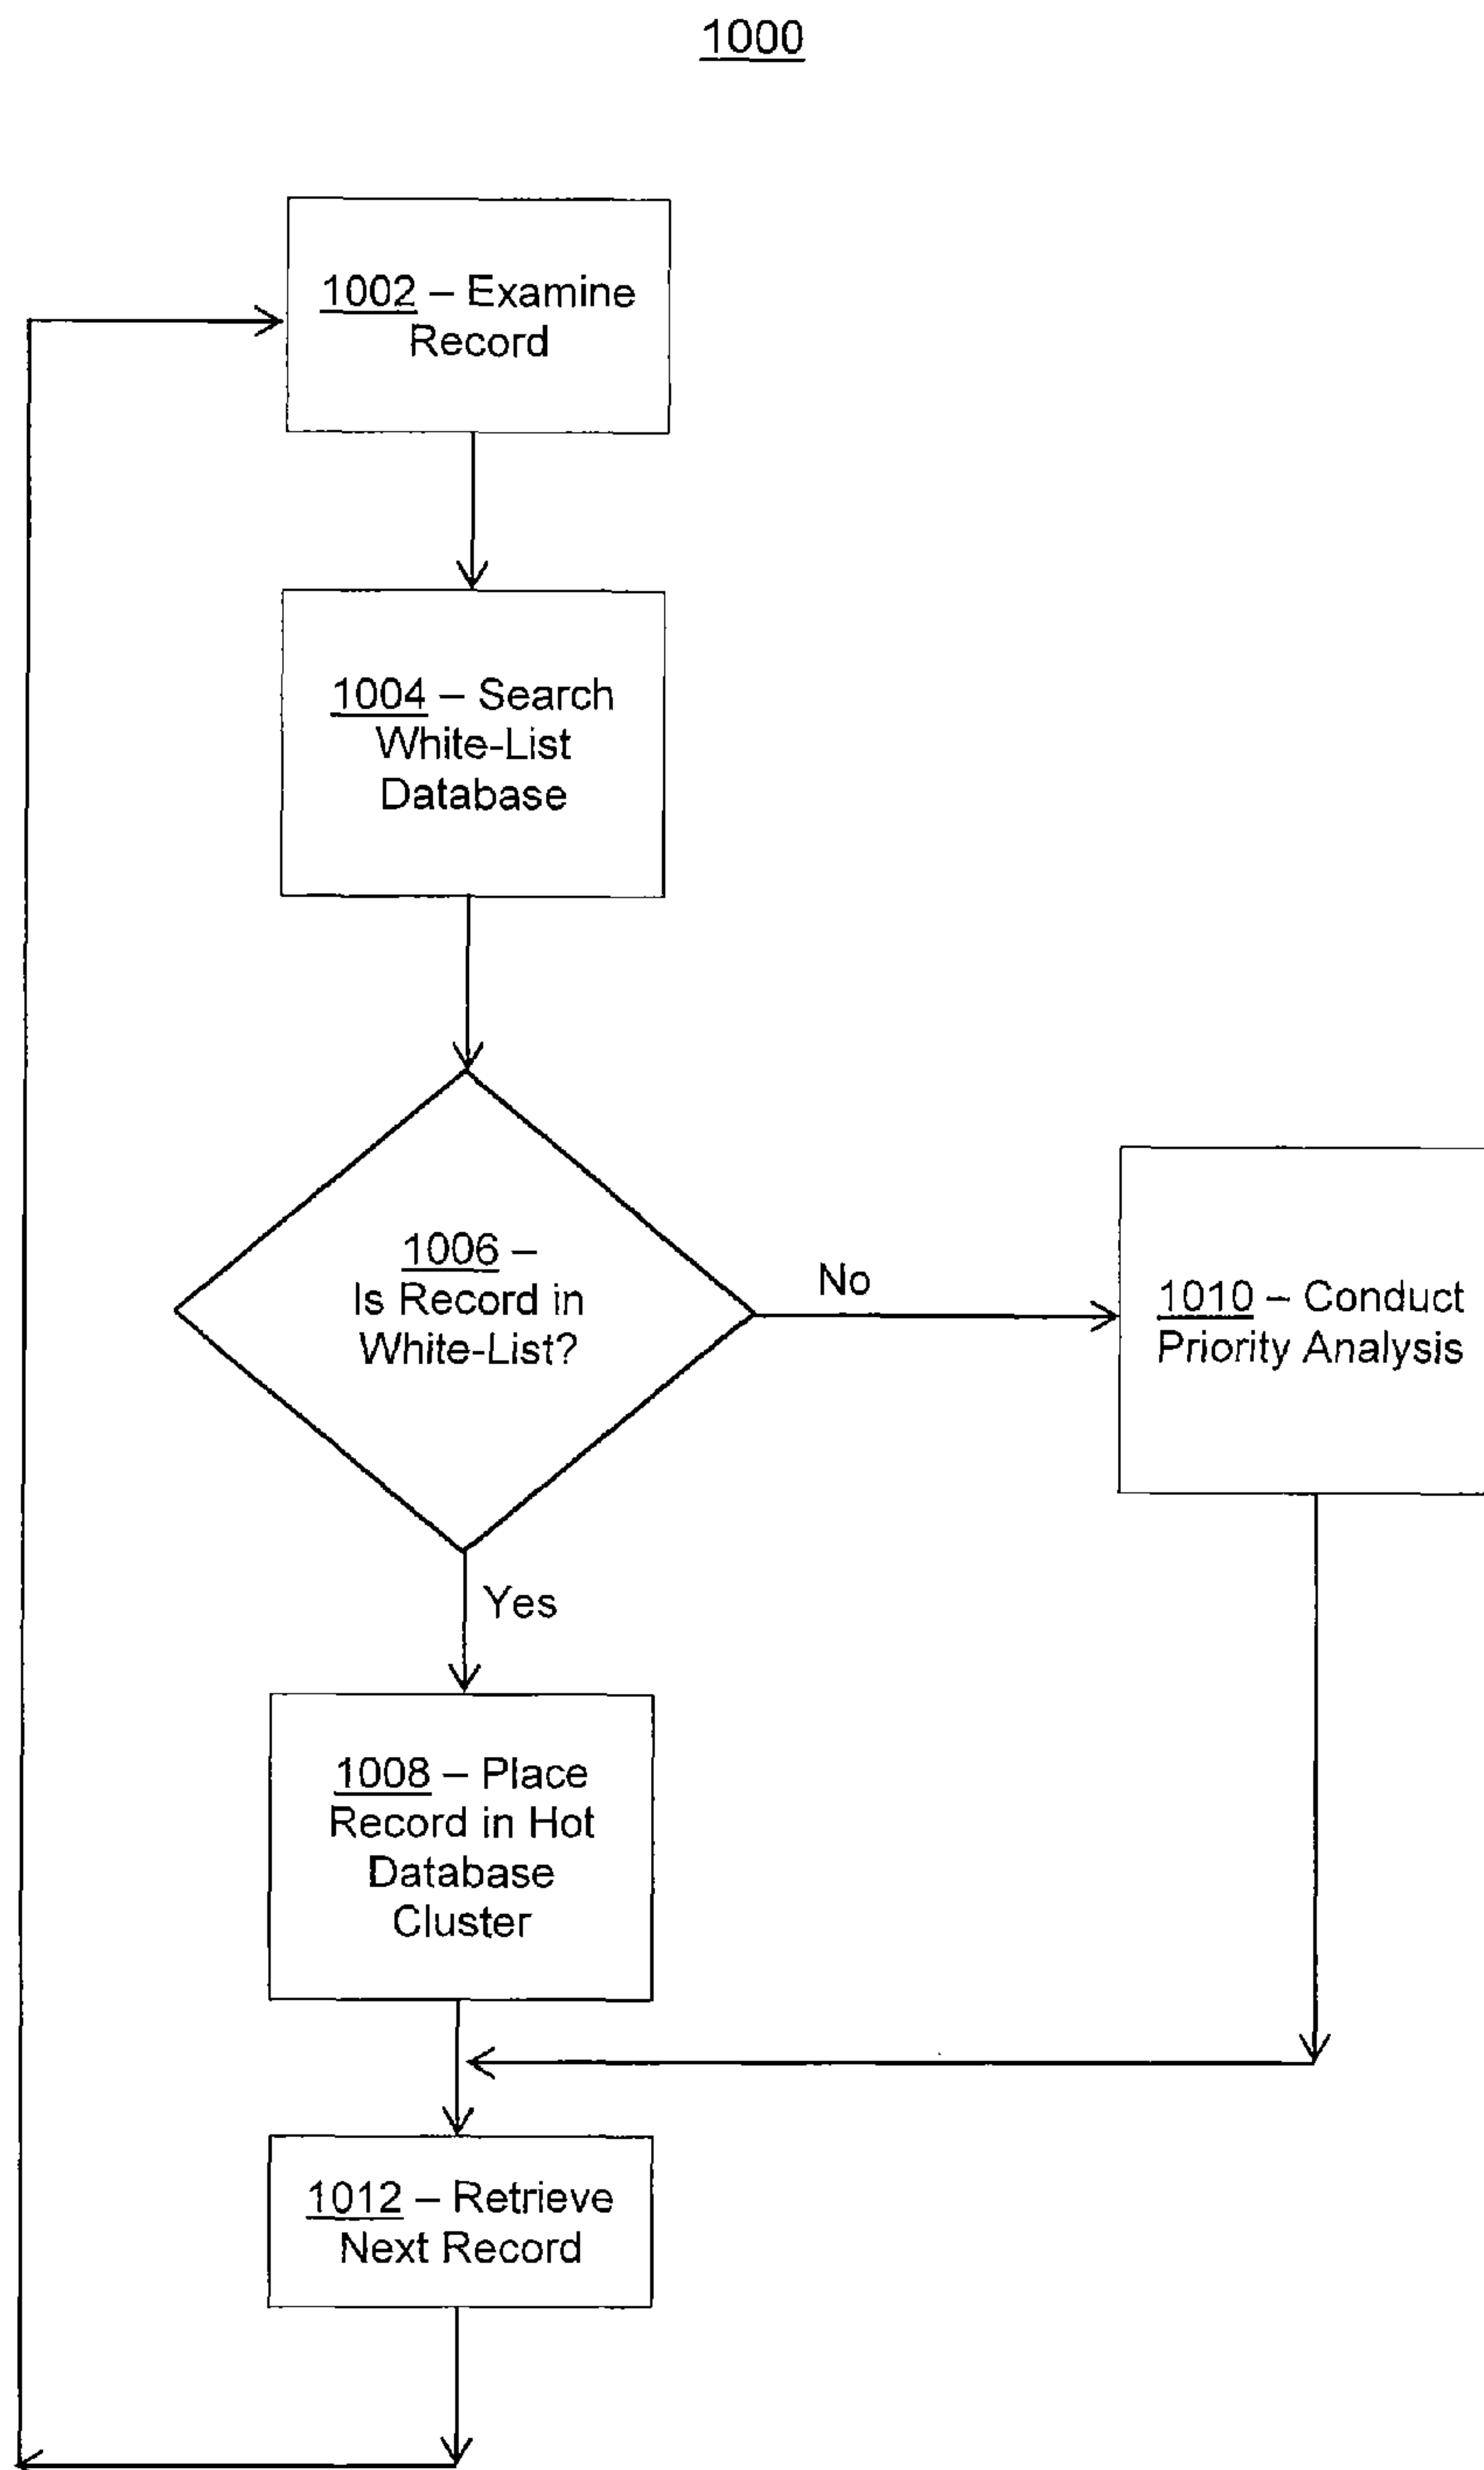 1000
1002 – Examine
Record
1004 – Search
White-List
Database
1006 –
Is Record in
White-List?
No
1010 – Conduct
Priority Analysis
Yes
1008 – Place
Record in Hot
Database
Cluster
1012 – Retrieve
Next Record